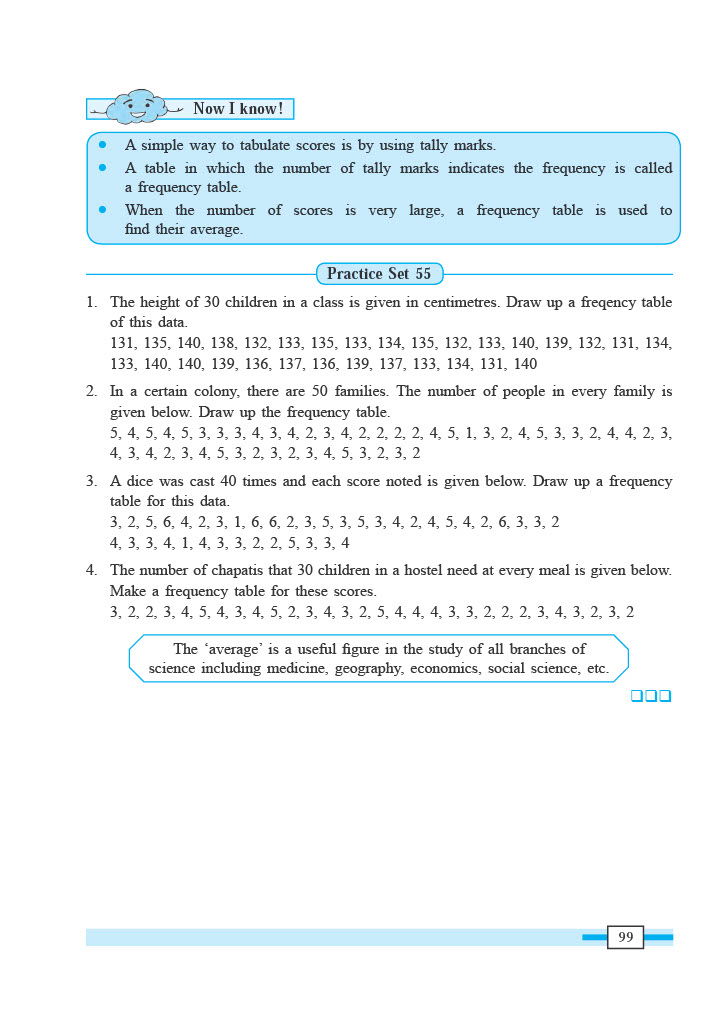 Now I know!
• A simple way to tabulate scores is by using tally marks.
• A table in which the number of tally marks indicates the frequency is called
a frequency table.
• When the number of scores is very large, a frequency table is used to
find their average.
Practice Set 55
1. The height of 30 children in a class is given in centimetres. Draw up a freqency table
of this data.
131, 135, 140, 138, 132, 133, 135, 133, 134, 135, 132, 133, 140, 139, 132, 131, 134,
133, 140, 140, 139, 136, 137, 136, 139, 137, 133, 134, 131, 140
2. In a certain colony, there are 50 families. The number of people in every family is
given below. Draw up the frequency table.
5, 4, 5, 4, 5, 3, 3, 3, 4, 3, 4, 2, 3, 4, 2, 2, 2, 2, 4, 5, 1, 3, 2, 4, 5, 3, 3, 2, 4, 4, 2, 3,
4, 3, 4, 2, 3, 4, 5, 3, 2, 3, 2, 3, 4, 5, 3, 2, 3, 2
3. A dice was cast 40 times and each score noted is given below. Draw up a frequency
table for this data.
3, 2, 5, 6, 4, 2, 3, 1, 6, 6, 2, 3, 5, 3, 5, 3, 4, 2, 4, 5, 4, 2, 6, 3, 3, 2
4, 3, 3, 4, 1, 4, 3, 3, 2, 2, 5, 3, 3, 4
4. The number of chapatis that 30 children in a hostel need at every meal is given below.
Make a frequency table for these scores.
3, 2, 2, 3, 4, 5, 4, 3, 4, 5, 2, 3, 4, 3, 2, 5, 4, 4, 4, 3, 3, 2, 2, 2, 3, 4, 3, 2, 3, 2
The ‘average’ is a useful figure in the study of all branches of
science including medicine, geography, economics, social science, etc.
99